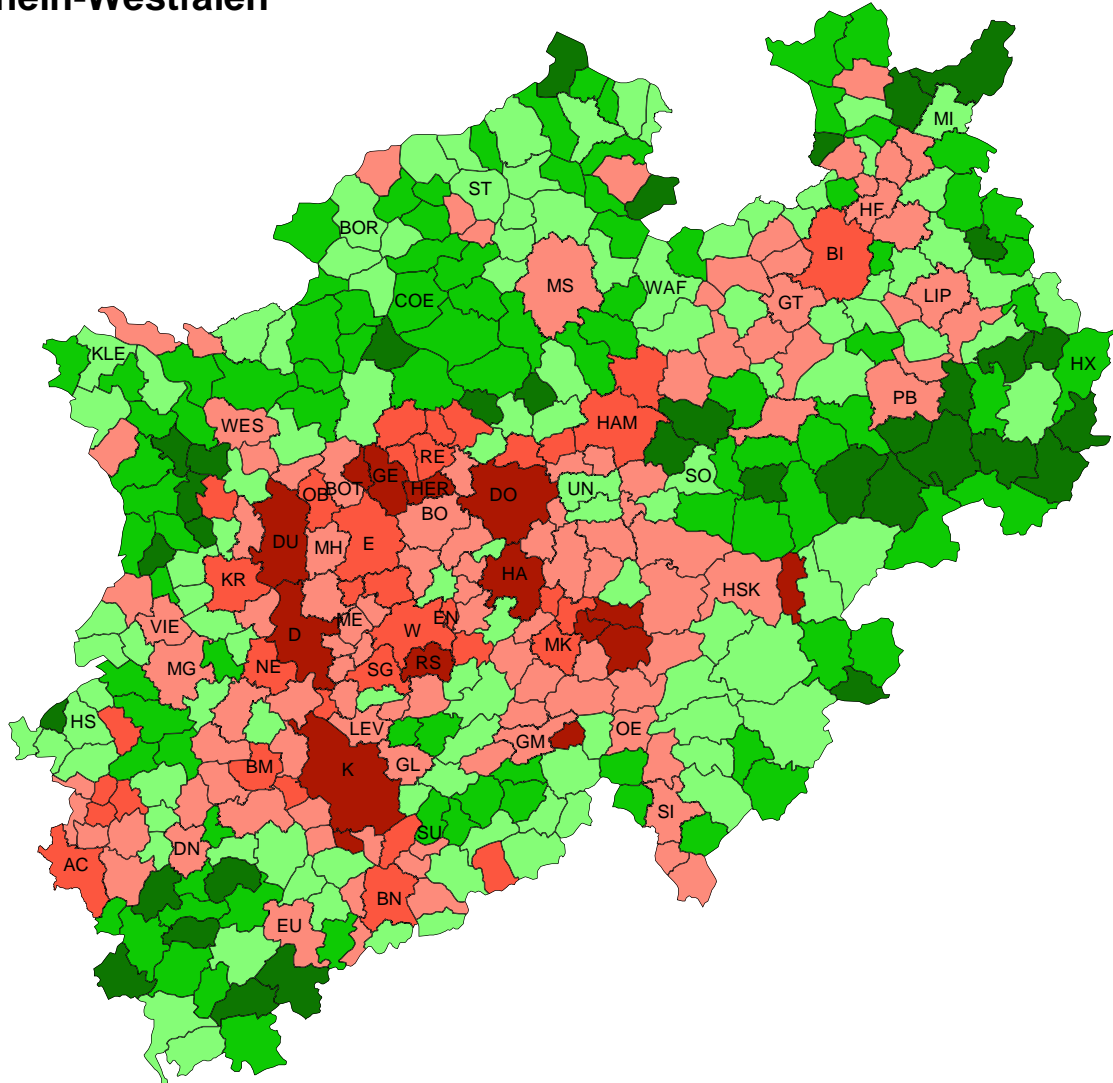 hein-Westfalen
MI
ST
HF
BOR
BI
MS
WAF
LIP
COE
GT
KLE
HX
PB
WES
HAM
RE
GE
SO
BOT
HER
UN
OB
DO
BO
DU
MH
E
HA
KR
HSK
ME
EN
VIE
W
D
MK
RS
NE
SG
MG
HS
LEV
OE
GM
BM
K
GL
SI
SU
DN
AC
BN
EU